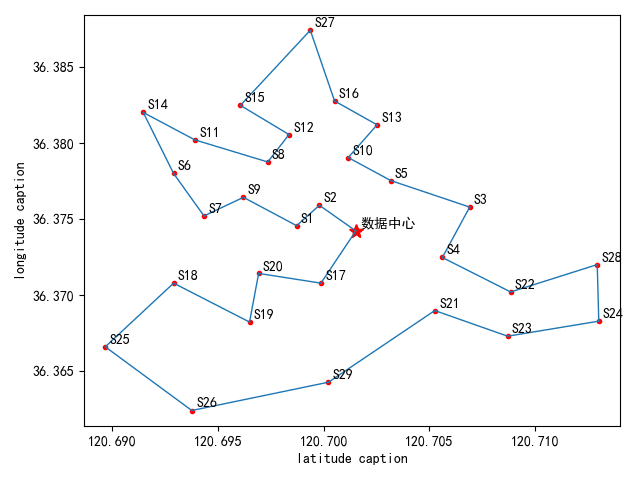 S27
36.385
S16
S15
S14
S13
S12
S11
36.380
S10
S8
S6
S5
S9
S2
S3
S7
36.375
S1
数据中心
S4
S28
S20
S18
S17
S22
36.370
S21
S24
S19
S23
S25
36.365
S29
S26
longitude caption
120.690 120.695 120.700 120.705 120.710
latitude caption